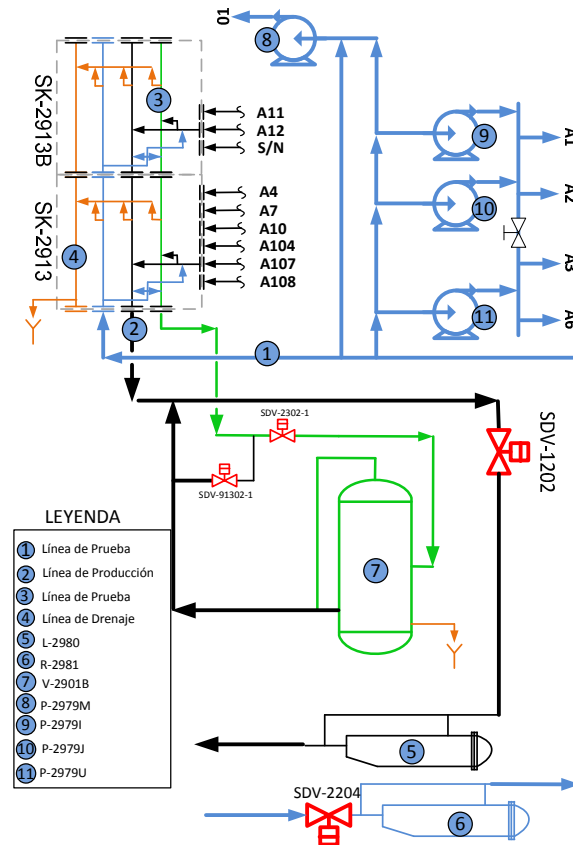 01
8
SK-2913B
3
A11
A12
S/N
9
A1
SK-2913
4
A4
A7
A10
A104
A107
A108
10
A2
A3
11
A6
2
1
SDV-2302-1
SDV-91302-1
SDV-1202
7
LEYENDA
1 Línea de Prueba
2 Línea de Producción
3 Línea de Prueba
4 Línea de Drenaje
5 L-2980
6 R-2981
7 V-2901B
8 P-2979M
9 P-2979I
10 P-2979J
11 P-2979U
5
SDV-2204
6